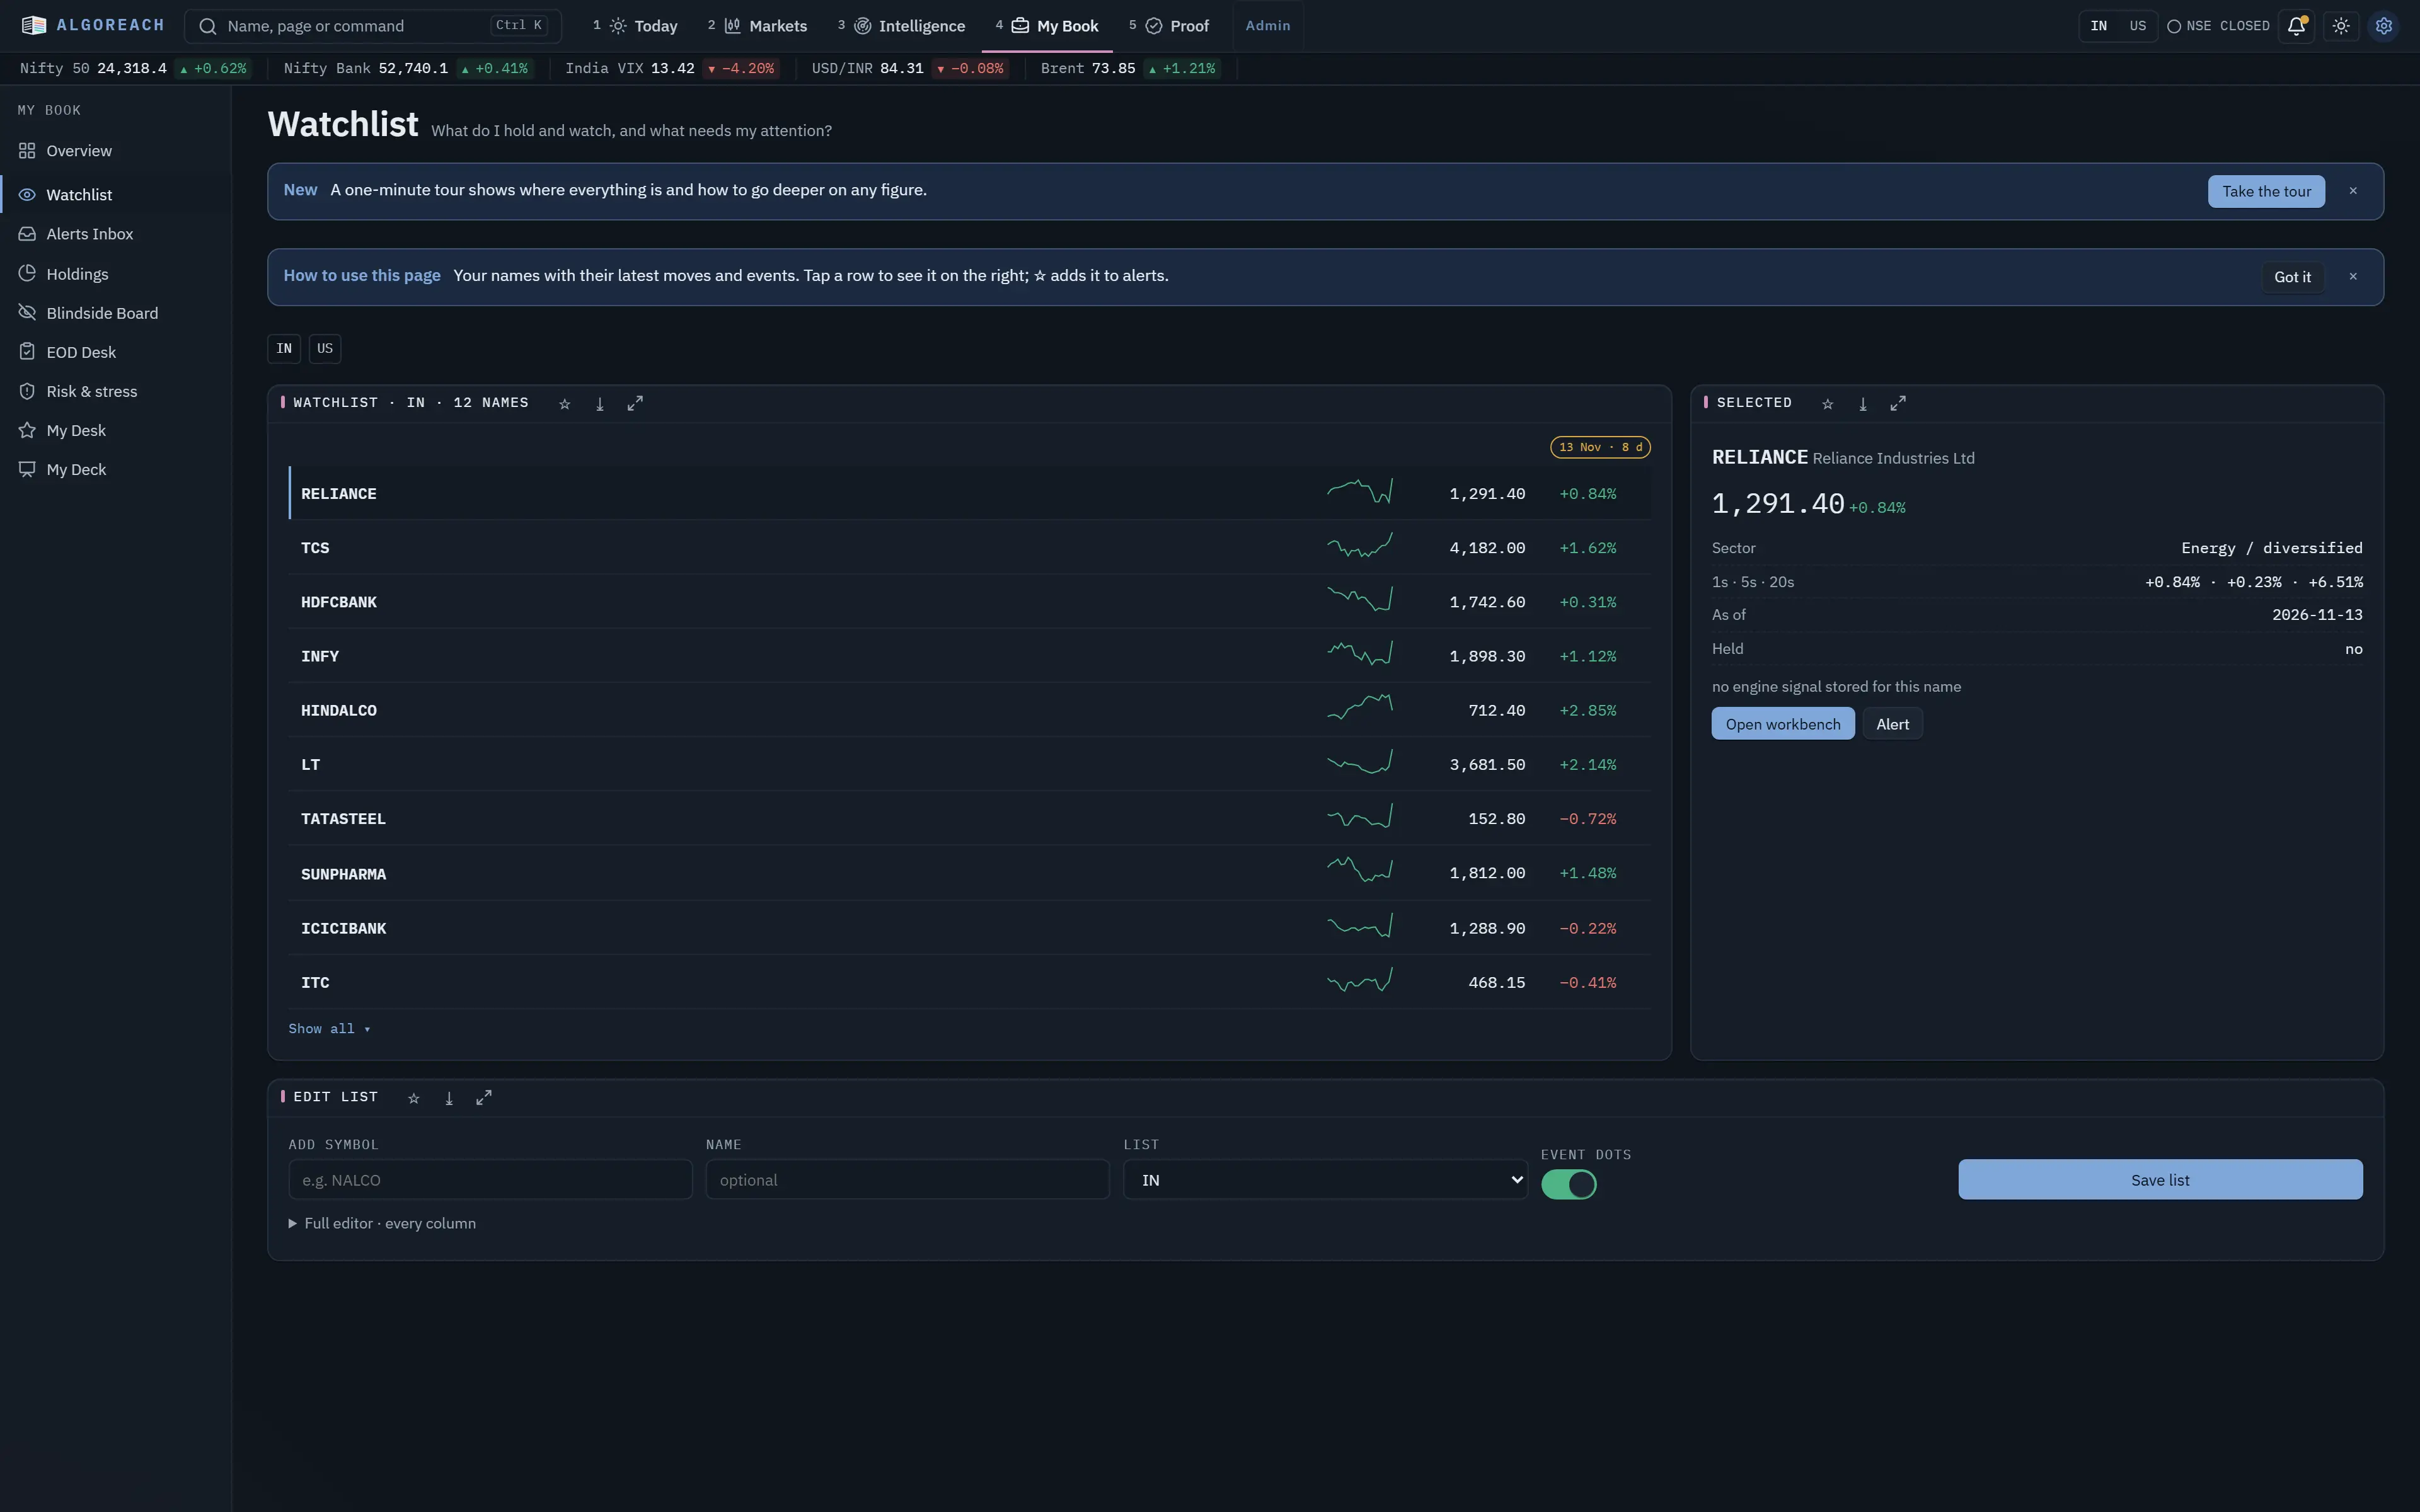 ALGOREACH Name, page or command Ctrl K 1 Today 2 Markets 3 Intelligence 4 My Book 5 Proof Admin IN US NSE CLOSED
Nifty 50 24,318.4 ▲ +0.62% Nifty Bank 52,740.1 ▲ +0.41% India VIX 13.42 ▼ −4.20% USD/INR 84.31 ▼ −0.08% Brent 73.85 ▲ +1.21%
MY BOOK
Overview
Watchlist
Alerts Inbox
Holdings
Blindside Board
EOD Desk
Risk & stress
My Desk
My Deck
Watchlist What do I hold and watch, and what needs my attention?
New A one-minute tour shows where everything is and how to go deeper on any figure. Take the tour ×
How to use this page Your names with their latest moves and events. Tap a row to see it on the right; ☆ adds it to alerts. Got it ×
IN US
WATCHLIST · IN · 12 NAMES
13 Nov · 8 d
RELIANCE 1,291.40 +0.84%
TCS 4,182.00 +1.62%
HDFCBANK 1,742.60 +0.31%
INFY 1,898.30 +1.12%
HINDALCO 712.40 +2.85%
LT 3,681.50 +2.14%
TATASTEEL 152.80 −0.72%
SUNPHARMA 1,812.00 +1.48%
ICICIBANK 1,288.90 −0.22%
ITC 468.15 −0.41%
Show all ▾
SELECTED
RELIANCE Reliance Industries Ltd
1,291.40 +0.84%
Sector Energy / diversified
1s · 5s · 20s +0.84% · +0.23% · +6.51%
As of 2026-11-13
Held no
no engine signal stored for this name
Open workbench Alert
EDIT LIST
ADD SYMBOL NAME LIST EVENT DOTS
e.g. NALCO optional IN Save list
▶ Full editor · every column